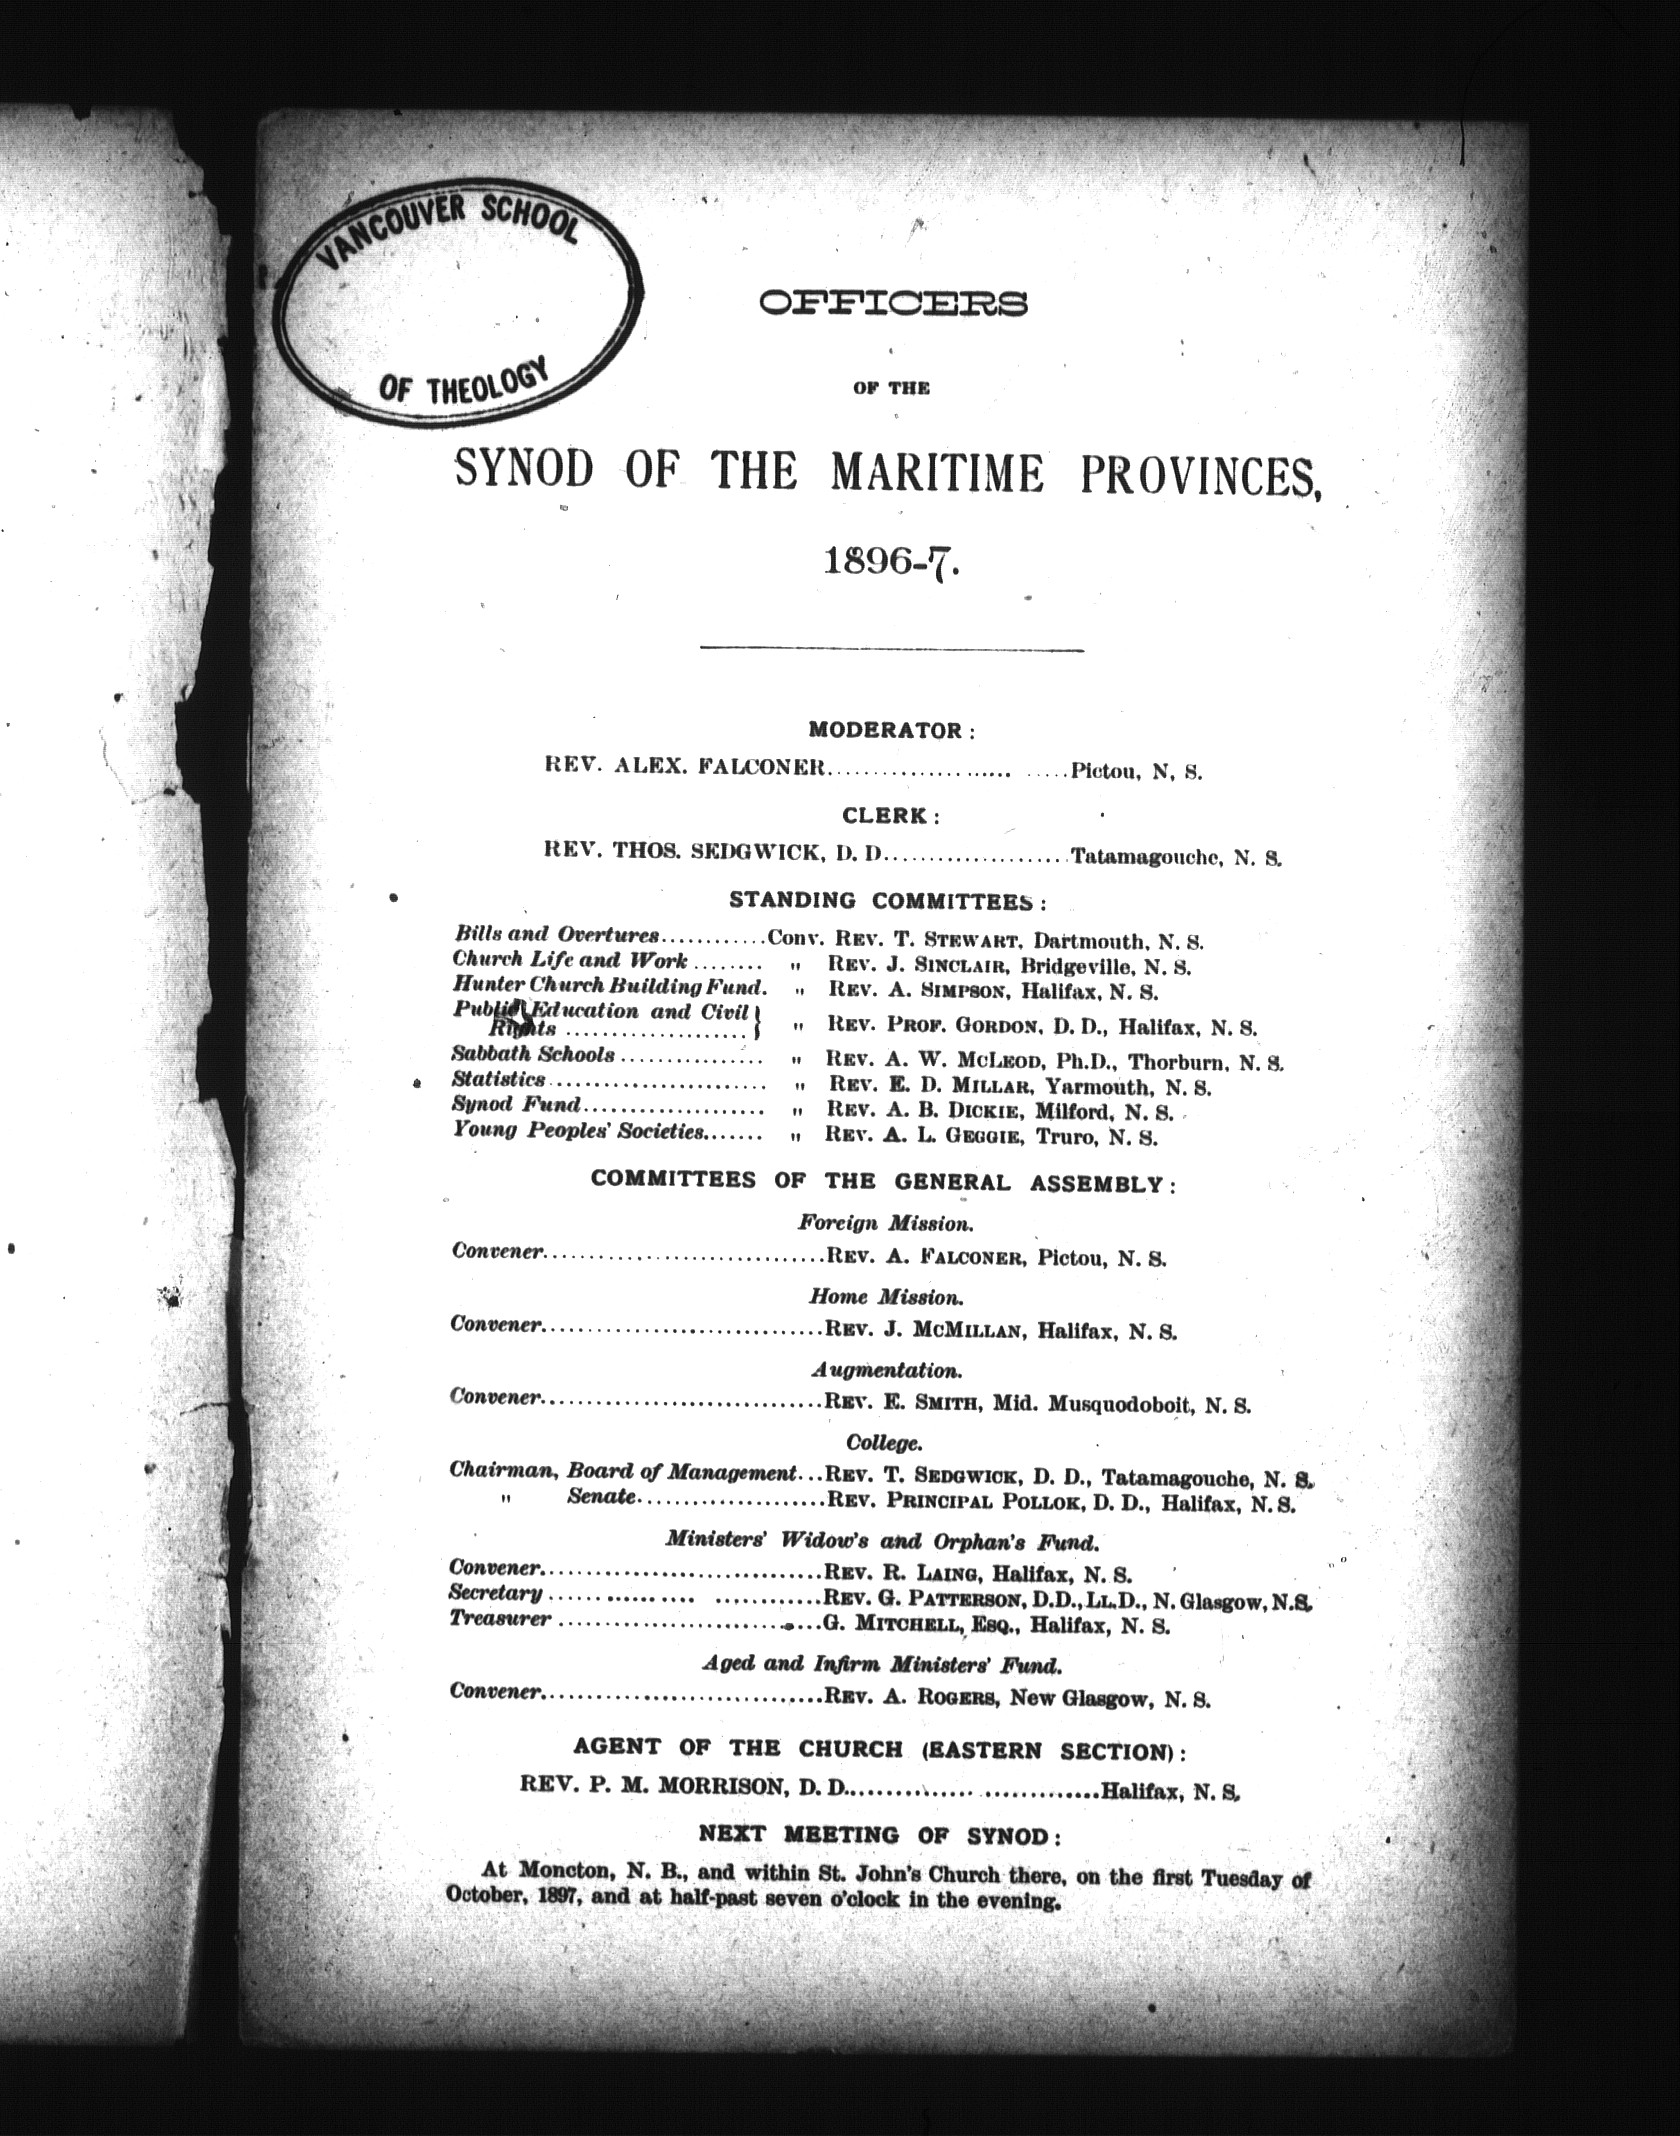 VANCOUVER SCHOOL
OF THEOLOGY
OFFICERS
OF THE
SYNOD OF THE MARITIME PROVINCES,
1896-7.
MODERATOR:
REV. ALEX. FALCONER........................Pictou, N, S.
CLERK:
REV. THOS. SEDGWICK, D. D....................Tatamagouche, N. S.
STANDING COMMITTEES:
Bills and Overtures............Conv. REV. T. STEWART, Dartmouth, N. S.
Church Life and Work ........ " REV. J. SINCLAIR, Bridgeville, N. S.
Hunter Church Building Fund. " REV. A. SIMPSON, Halifax, N. S.
Public Education and Civil
Rights .................... } " REV. PROF. GORDON, D. D., Halifax, N. S.
Sabbath Schools ................ " REV. A. W. MCLEOD, Ph.D., Thorburn, N. S.
Statistics........................ " REV. E. D. MILLAR, Yarmouth, N. S.
Synod Fund.................... " REV. A. B. DICKIE, Milford, N. S.
Young Peoples' Societies....... " REV. A. L. GEGGIE, Truro, N. S.
COMMITTEES OF THE GENERAL ASSEMBLY:
Foreign Mission.
Convener..............................REV. A. FALCONER, Pictou, N. S.
Home Mission.
Convener..............................REV. J. MCMILLAN, Halifax, N. S.
Augmentation.
Convener..............................REV. E. SMITH, Mid. Musquodoboit, N. S.
College.
Chairman, Board of Management...REV. T. SEDGWICK, D. D., Tatamagouche, N. S.
" Senate.....................REV. PRINCIPAL POLLOK, D. D., Halifax, N. S.
Ministers' Widow's and Orphan's Fund.
Convener..............................REV. R. LAING, Halifax, N. S.
Secretary ............................REV. G. PATTERSON, D.D., LL.D., N. Glasgow, N.S.
Treasurer ............................G. MITCHELL, ESQ., Halifax, N. S.
Aged and Infirm Ministers' Fund.
Convener..............................REV. A. ROGERS, New Glasgow, N. S.
AGENT OF THE CHURCH (EASTERN SECTION):
REV. P. M. MORRISON, D. D...........................Halifax, N. S.
NEXT MEETING OF SYNOD:
At Moncton, N. B., and within St. John's Church there, on the first Tuesday of
October, 1897, and at half-past seven o'clock in the evening.